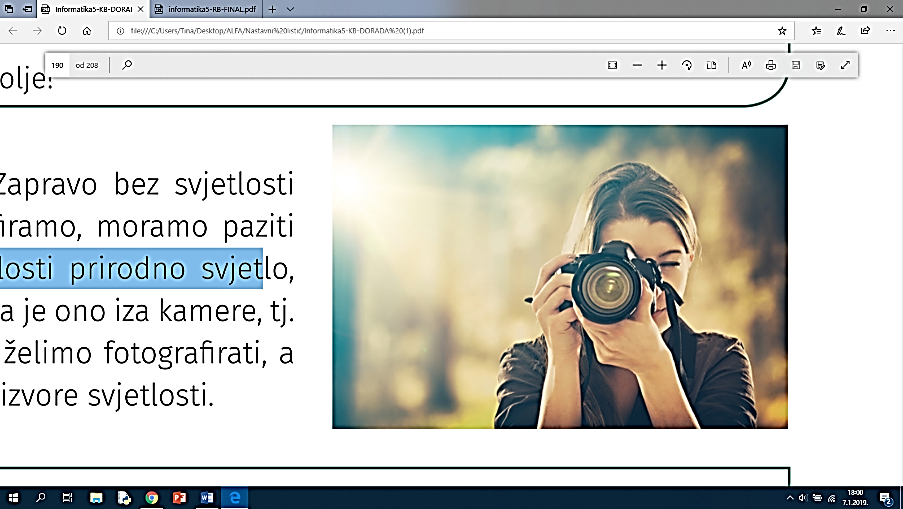 Informatika5-KB-DORAI
informatika5-RB-FINAL.pdf
file:///C:/Users/Tina/Desktop/ALFA/Nastavni%20listić/Informatika5-KB-DORADA%20(1).pdf
190 od 208
olje!
Zapravo bez svjetlosti
firamo, moramo paziti
losti prirodno svjetlo,
a je ono iza kamere, tj.
želimo fotografirati, a
izvore svjetlosti.
18:00
7.1.2019.
2